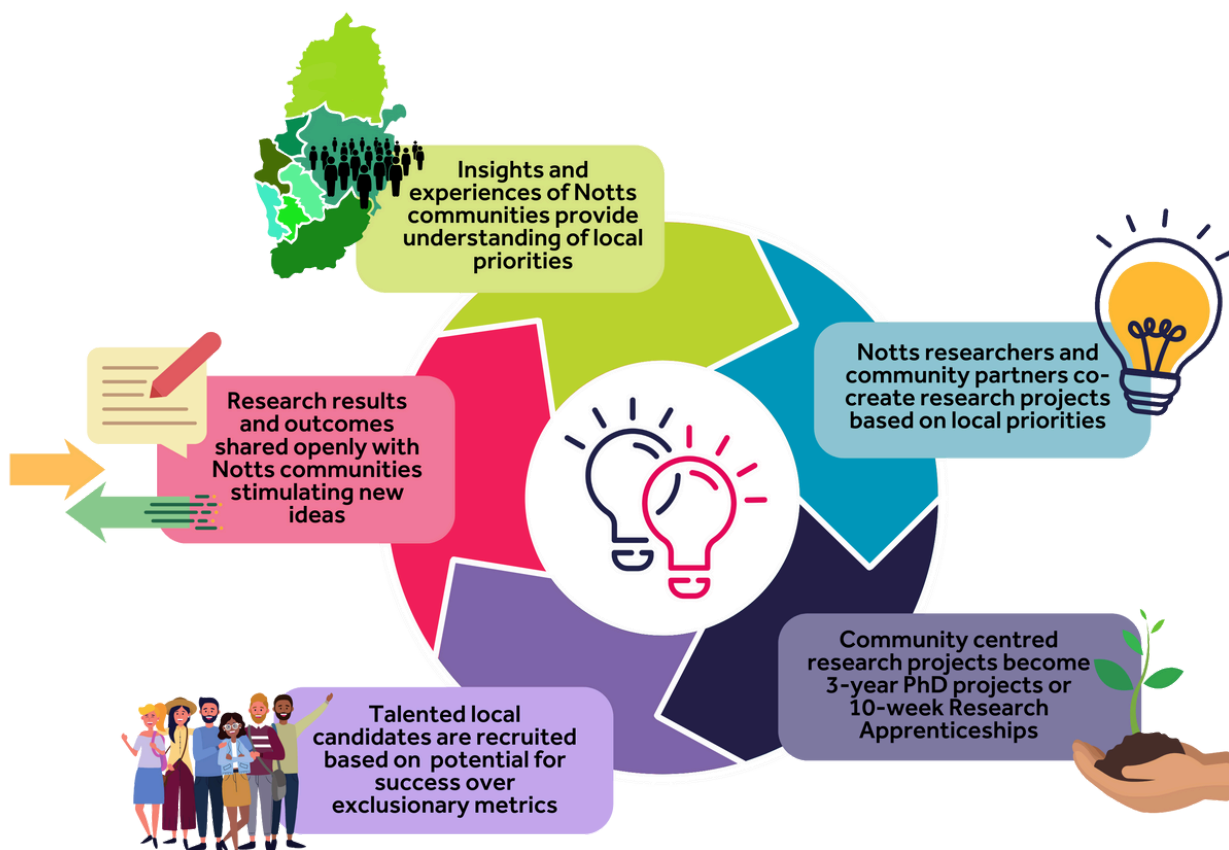 Insights and
experiences of Notts
communities provide
understanding of local
priorities
Notts researchers and
community partners co-
create research projects
based on local priorities
Community centred
research projects become
3-year PhD projects or
10-week Research
Apprenticeships
Talented local
candidates are recruited
based on potential for
success over
exclusionary metrics
Research results
and outcomes
shared openly with
Notts communities
stimulating new
ideas